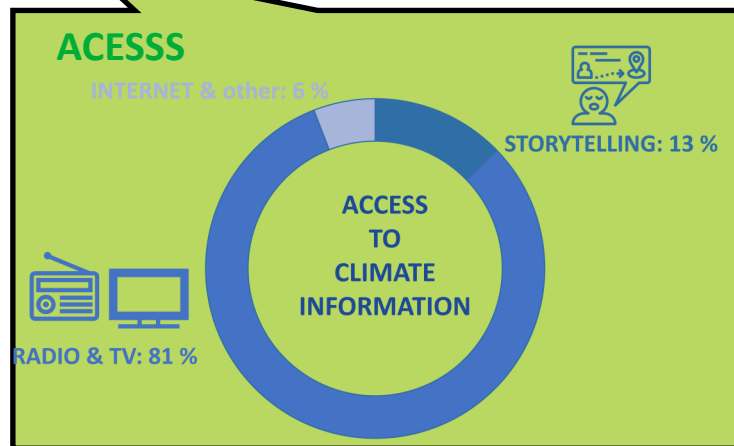 ACESSS
INTERNET & other: 6 %
STORYTELLING: 13 %
ACCESS
TO
CLIMATE
INFORMATION
RADIO & TV: 81 %